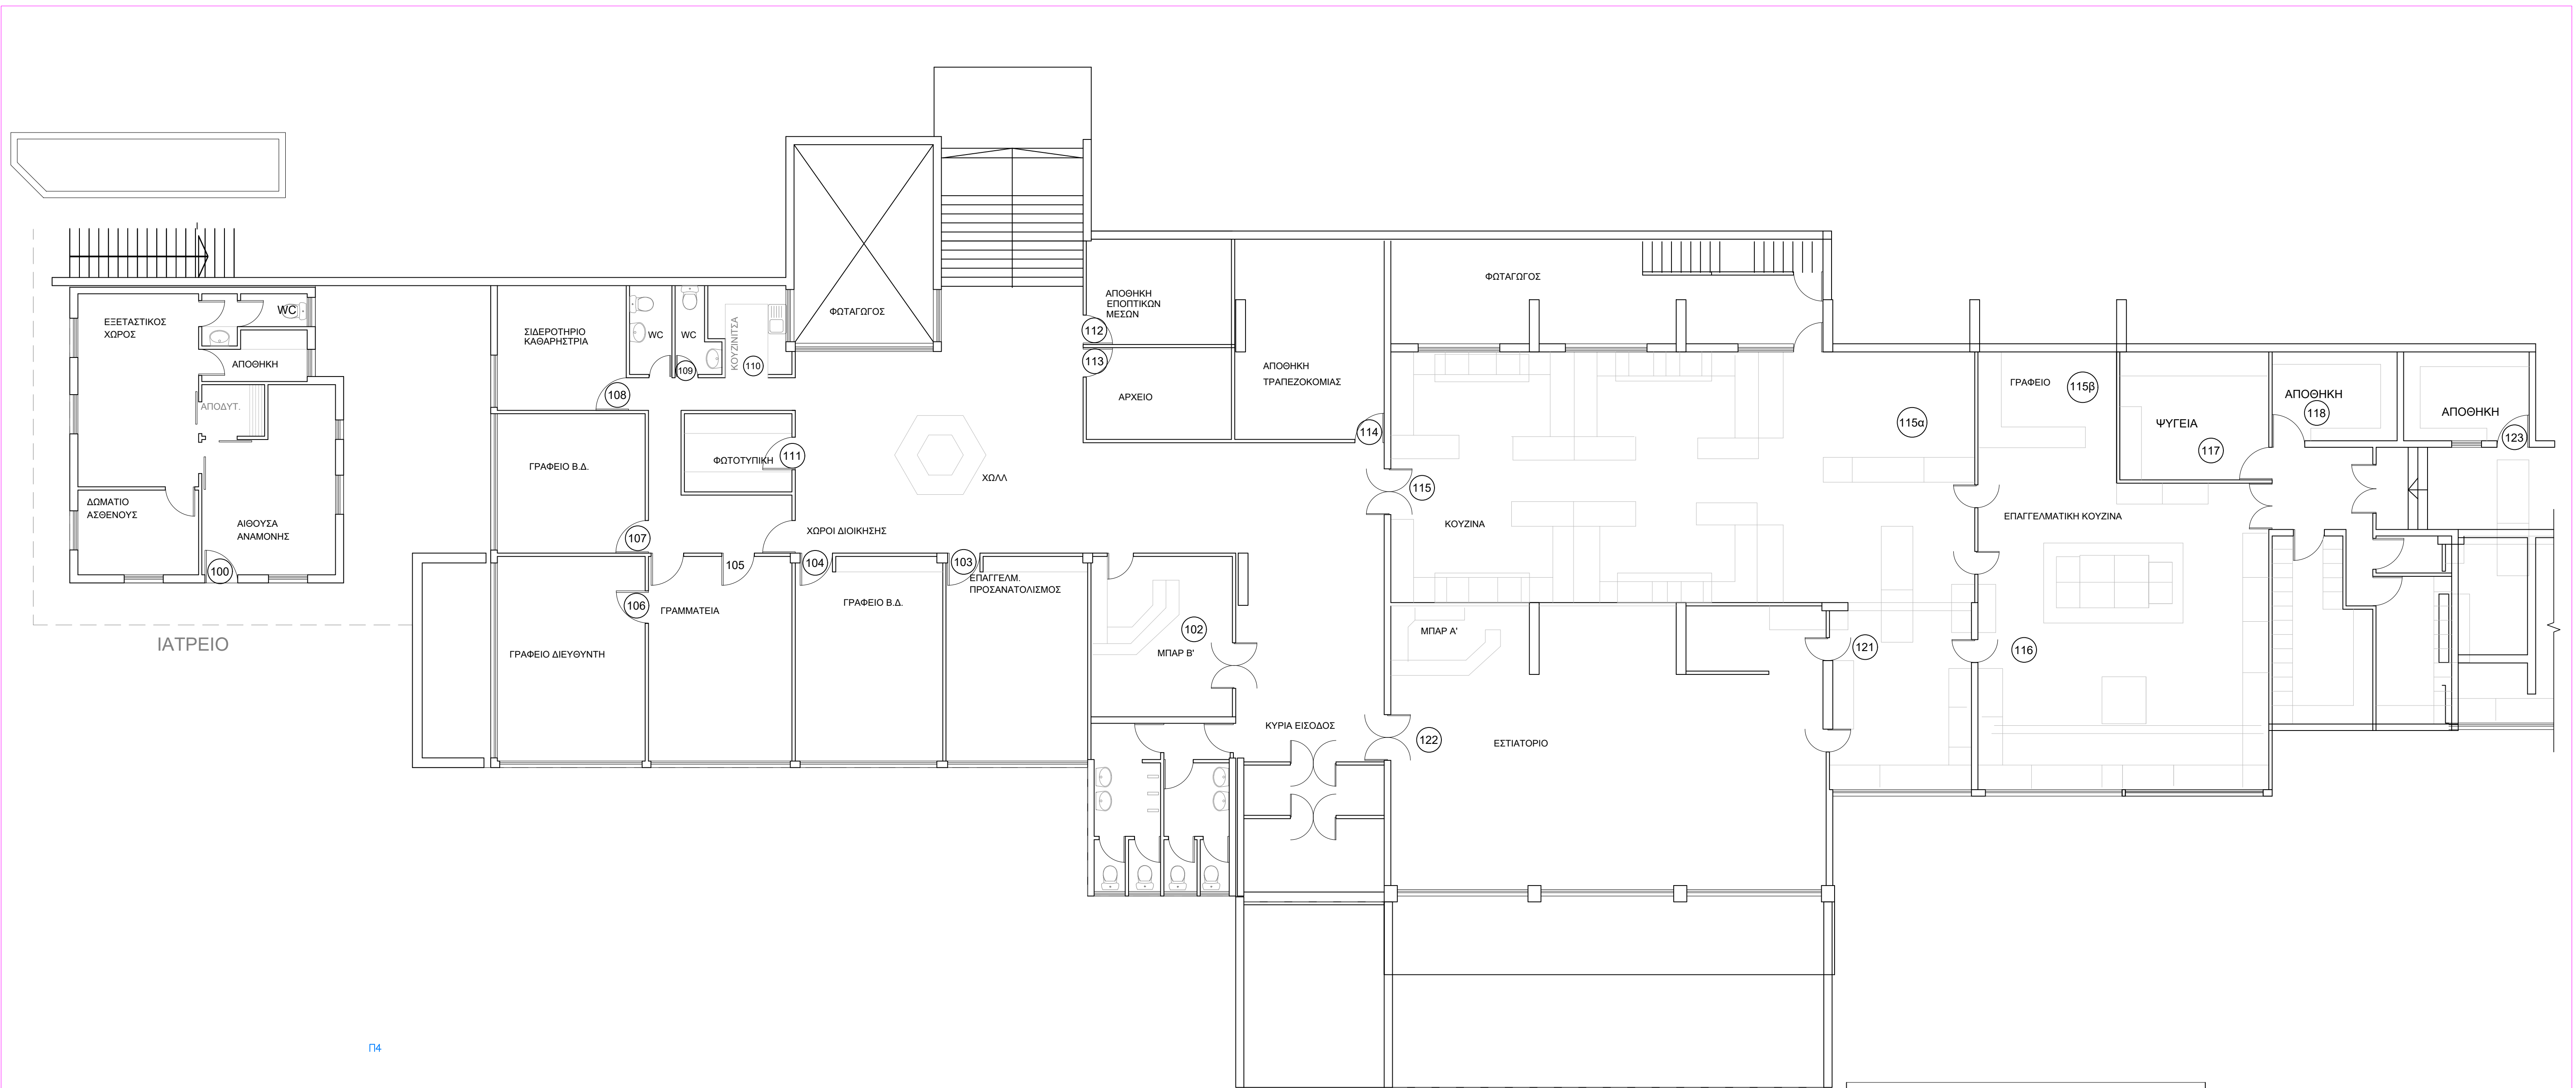 ΕΞΕΤΑΣΤΙΚΟΣ
ΧΩΡΟΣ
WC
ΑΠΟΘΗΚΗ
ΑΠΟΔΥΤ.
ΔΩΜΑΤΙΟ
ΑΣΘΕΝΟΥΣ
ΑΙΘΟΥΣΑ
ΑΝΑΜΟΝΗΣ
100
ΙΑΤΡΕΙΟ
ΣΙΔΕΡΟΤΗΡΙΟ
ΚΑΘΑΡΗΣΤΡΙΑ
108
WC
WC
109
ΚΟΥΖΙΝΙΤΣΑ
110
ΦΩΤΑΓΩΓΟΣ
ΓΡΑΦΕΙΟ Β.Δ.
107
ΦΩΤΟΤΥΠΙΚΗ
111
ΧΩΛΛ
ΧΩΡΟΙ ΔΙΟΙΚΗΣΗΣ
106
ΓΡΑΦΕΙΟ ΔΙΕΥΘΥΝΤΗ
105
ΓΡΑΜΜΑΤΕΙΑ
104
ΓΡΑΦΕΙΟ Β.Δ.
103
ΕΠΑΓΓΕΛΜ.
ΠΡΟΣΑΝΑΤΟΛΙΣΜΟΣ
102
ΜΠΑΡ Β'
ΑΠΟΘΗΚΗ
ΕΠΟΠΤΙΚΩΝ
ΜΕΣΩΝ
112
113
ΑΡΧΕΙΟ
ΑΠΟΘΗΚΗ
ΤΡΑΠΕΖΟΚΟΜΙΑΣ
114
ΦΩΤΑΓΩΓΟΣ
115
ΚΟΥΖΙΝΑ
115α
ΜΠΑΡ Α'
ΚΥΡΙΑ ΕΙΣΟΔΟΣ
122
ΕΣΤΙΑΤΟΡΙΟ
121
ΓΡΑΦΕΙΟ
115β
ΨΥΓΕΙΑ
117
ΑΠΟΘΗΚΗ
118
ΑΠΟΘΗΚΗ
123
ΕΠΑΓΓΕΛΜΑΤΙΚΗ ΚΟΥΖΙΝΑ
116
Π4